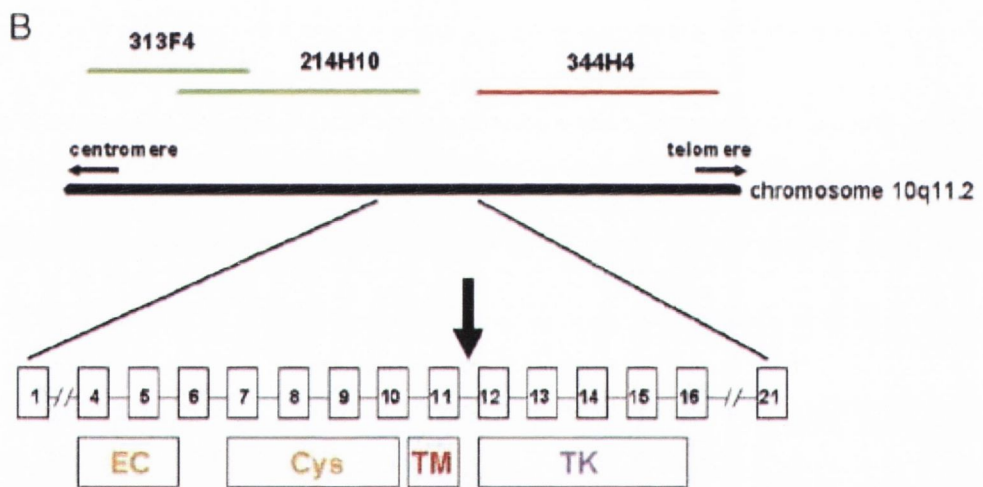 B
313F4
214H10
344H4
centromere
telomere
chromosome 10q11.2
1 // 4 5 6 7 8 9 10 11 12 13 14 15 16 // 21
EC Cys TM TK